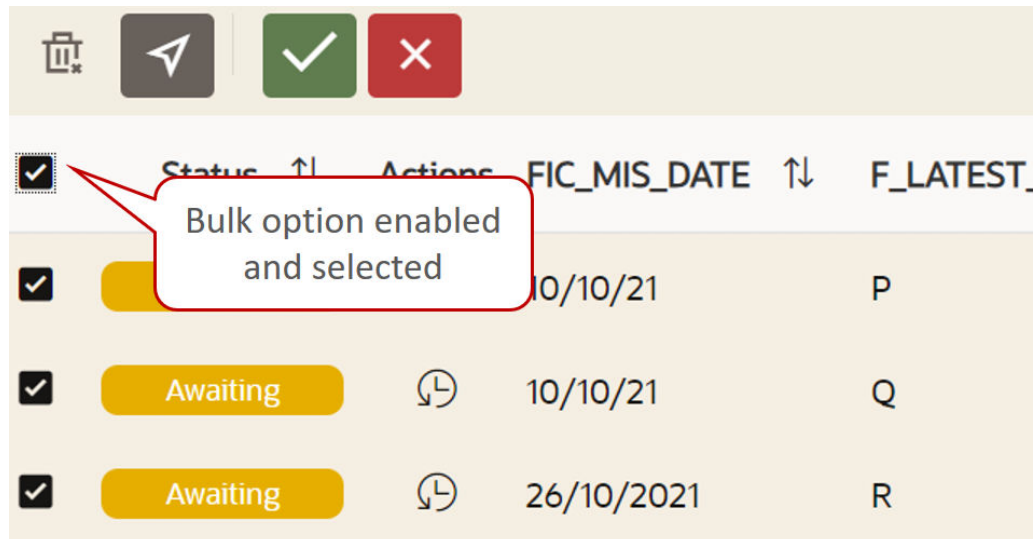 Status Actions FIC_MIS_DATE F_LATEST_
Bulk option enabled
and selected
10/10/21 P
Awaiting 10/10/21 Q
Awaiting 26/10/2021 R